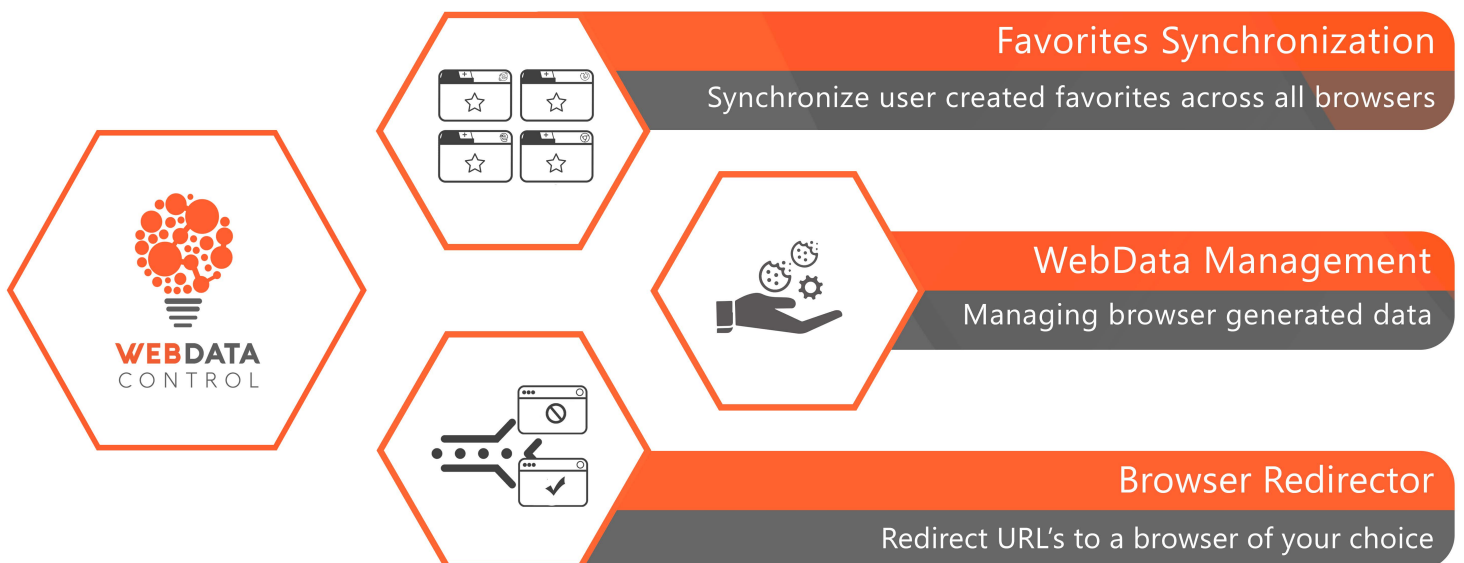 Favorites Synchronization
Synchronize user created favorites across all browsers
WEBDATA
CONTROL
WebData Management
Managing browser generated data
Browser Redirector
Redirect URL's to a browser of your choice